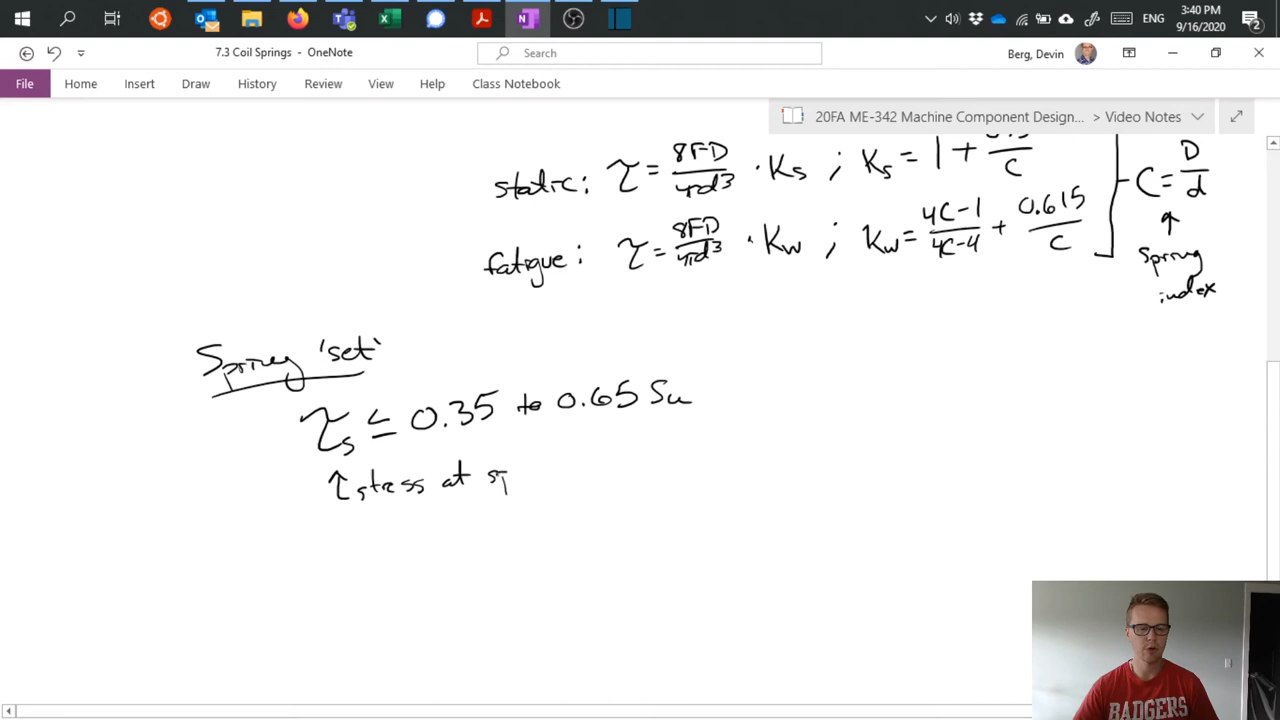 3:40 PM
ENG
9/16/2020
2
7.3 Coil Springs - OneNote
Search
Berg, Devin
File
Home
Insert
Draw
History
Review
View
Help
Class Notebook
20FA ME-342 Machine Component Design... > Video Notes
static: τ = 8FD/πd³ · Ks ; Ks = 1 + /C
fatigue: τ = 8FD/πd³ · Kw ; Kw = 4C-1/4C-4 + 0.615/C
C = D/d
↑
Spring
index
Spring 'set'
τs ≤ 0.35 to 0.65 Su
↑ stress at sp
BADGERS